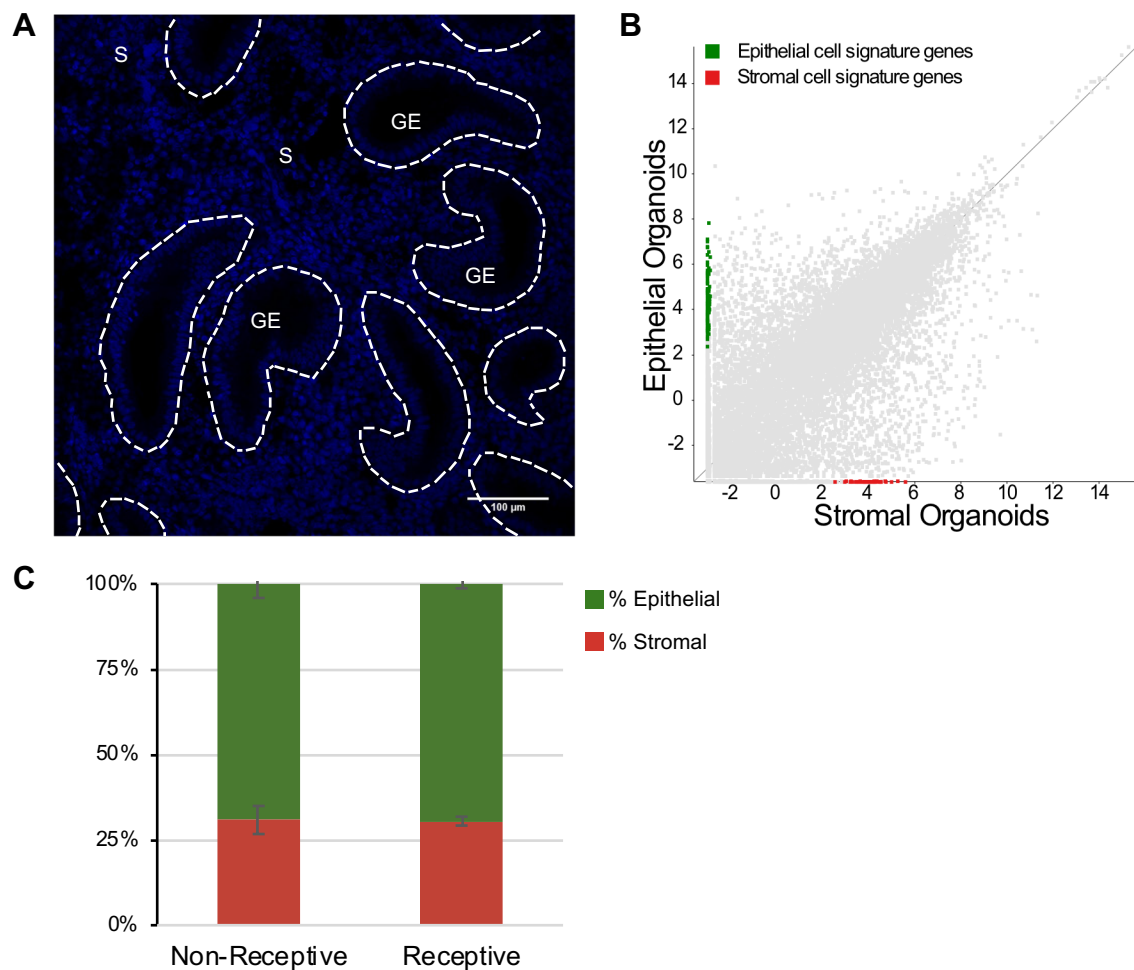 A
S
S
GE
GE
GE
100 µm
B
Epithelial cell signature genes
Stromal cell signature genes
Epithelial Organoids
14
12
10
8
6
4
2
0
-2
-2 0 2 4 6 8 10 12 14
Stromal Organoids
C
100%
75%
50%
25%
0%
Non-Receptive Receptive
% Epithelial
% Stromal